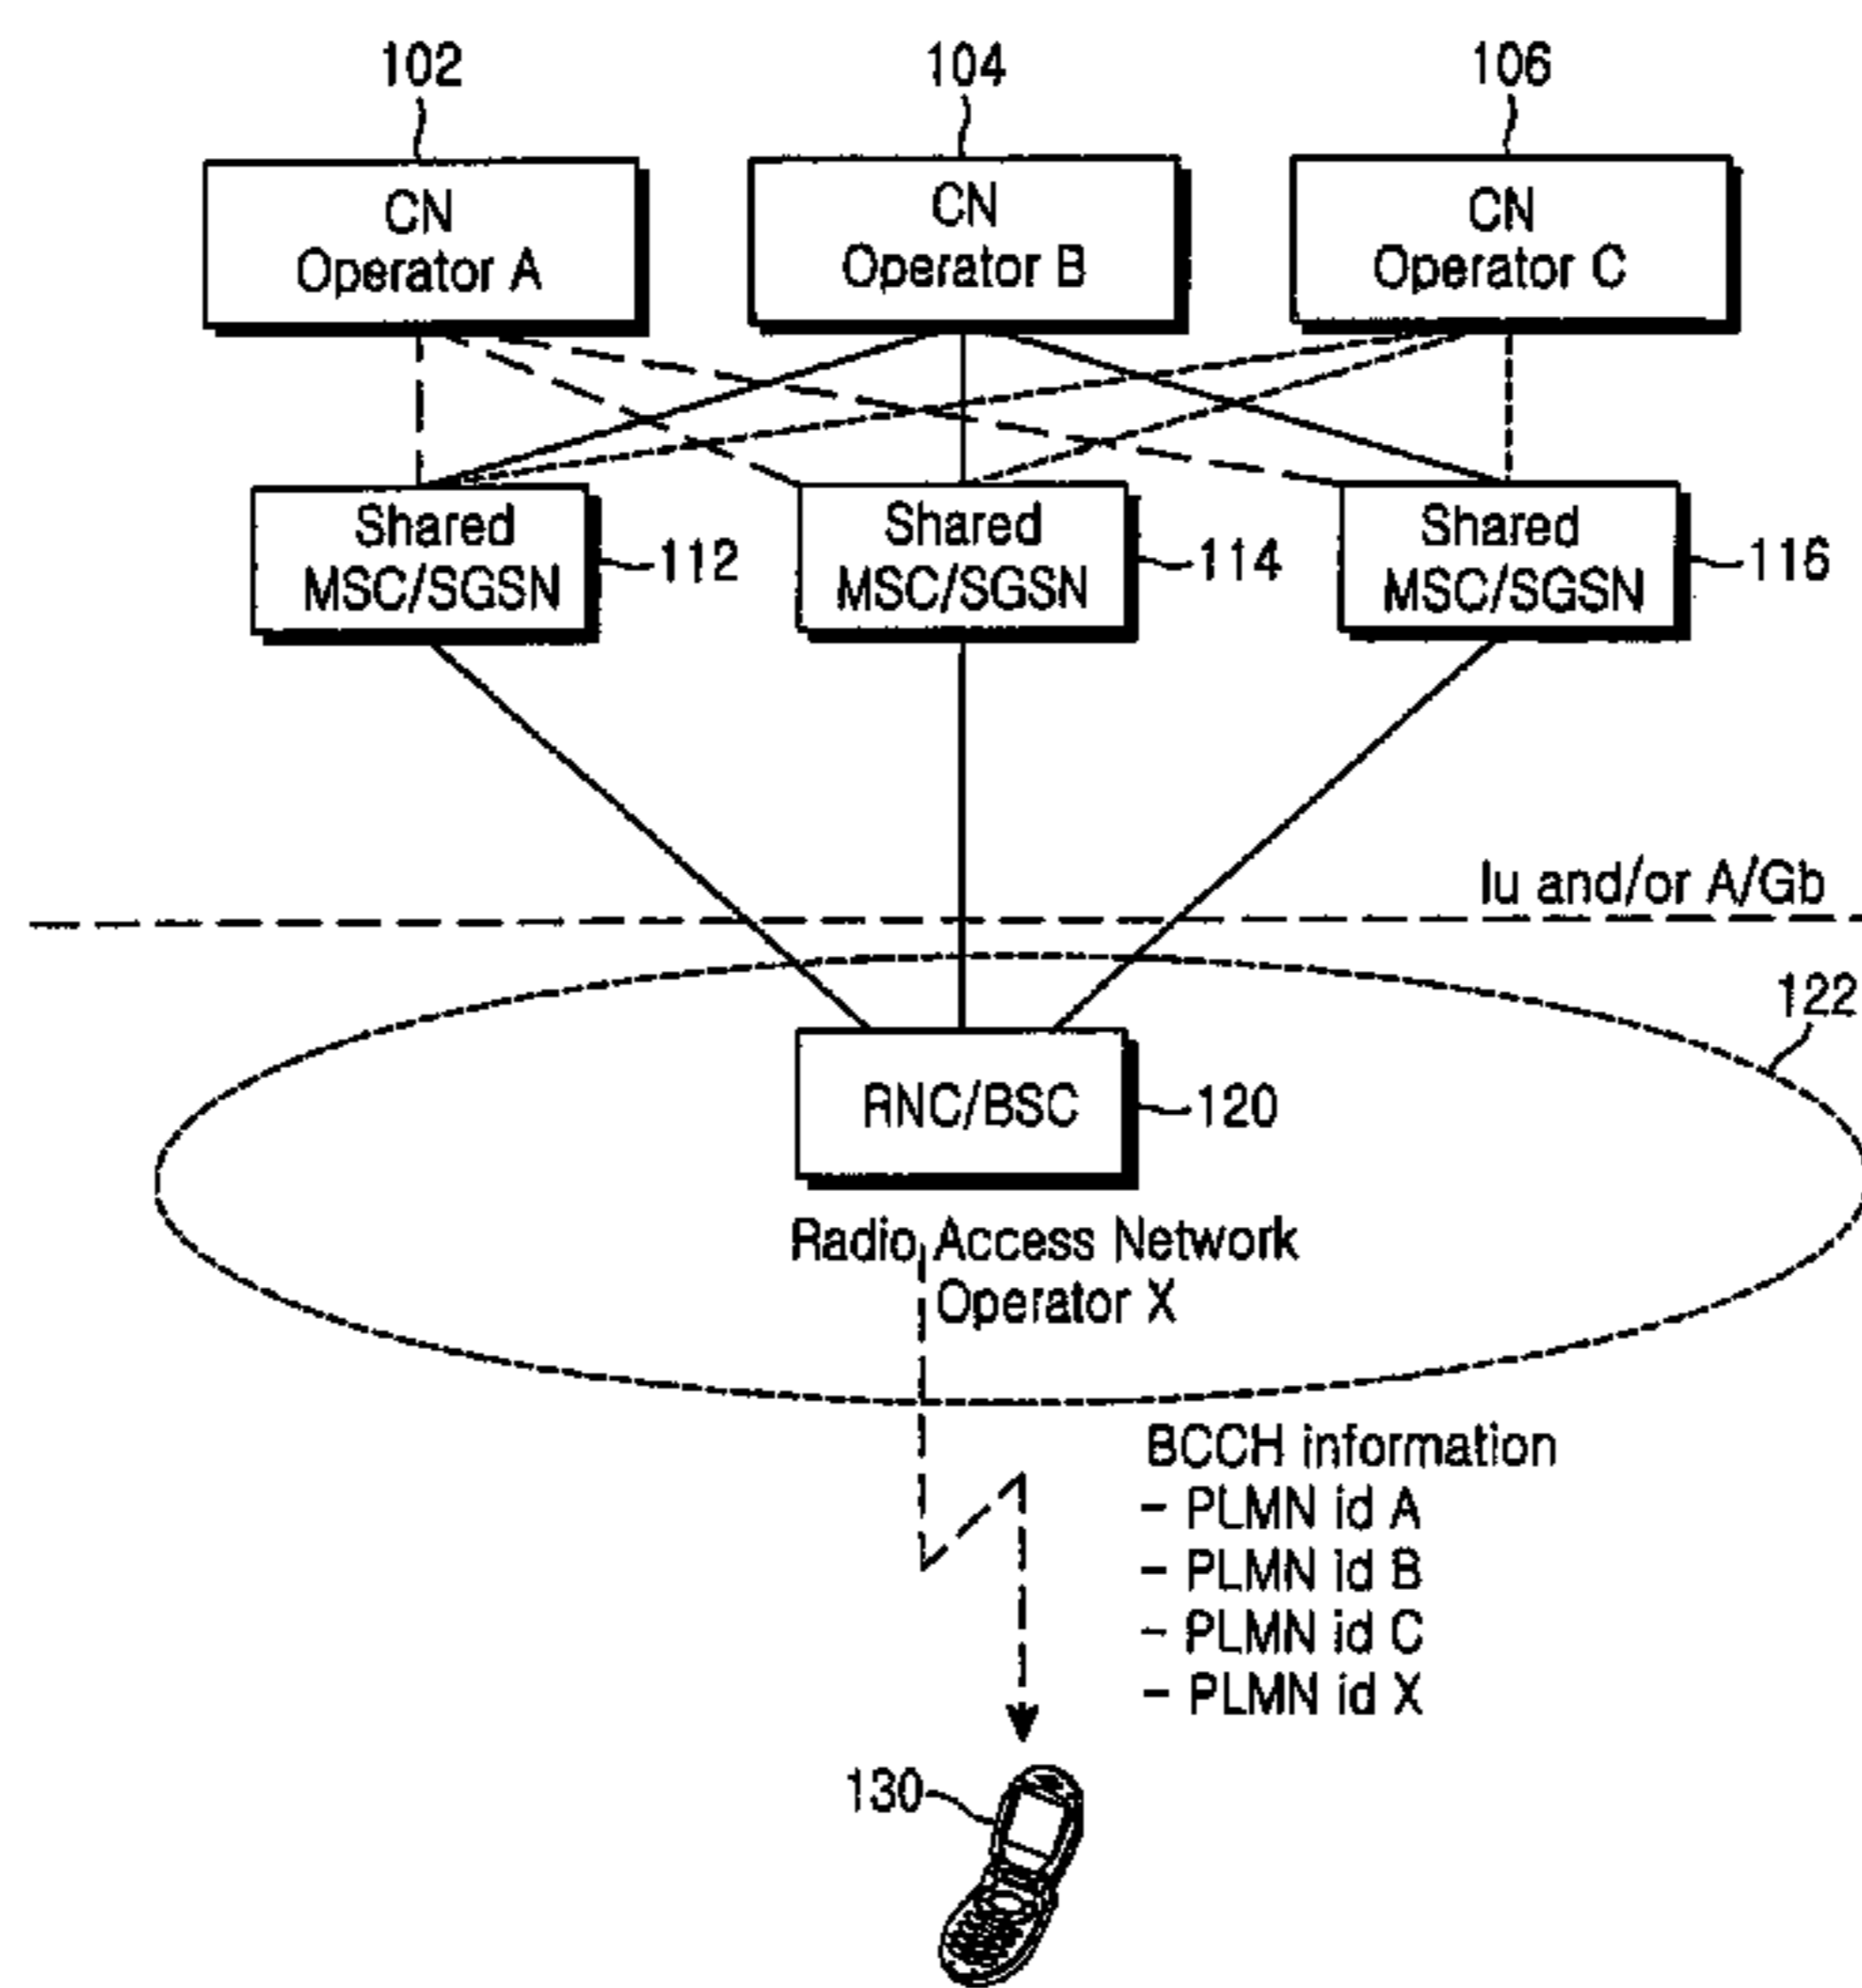 102
104
106
CN
Operator A
CN
Operator B
CN
Operator C
Shared
MSC/SGSN
112
Shared
MSC/SGSN
114
Shared
MSC/SGSN
116
Iu and/or A/Gb
122
RNC/BSC
120
Radio Access Network
Operator X
BCCH information
- PLMN id A
- PLMN id B
- PLMN id C
- PLMN id X
130